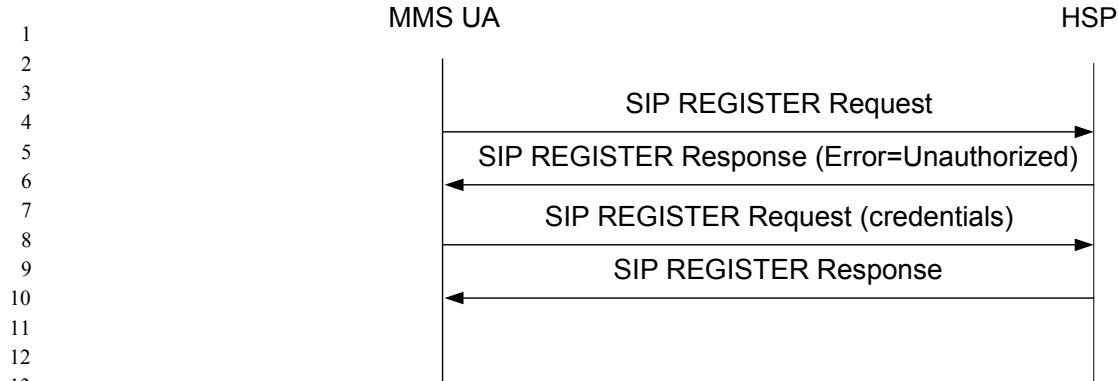 MMS UA HSP
1
2
3
SIP REGISTER Request
4
5
SIP REGISTER Response (Error=Unauthorized)
6
7
SIP REGISTER Request (credentials)
8
9
SIP REGISTER Response
10
11
12